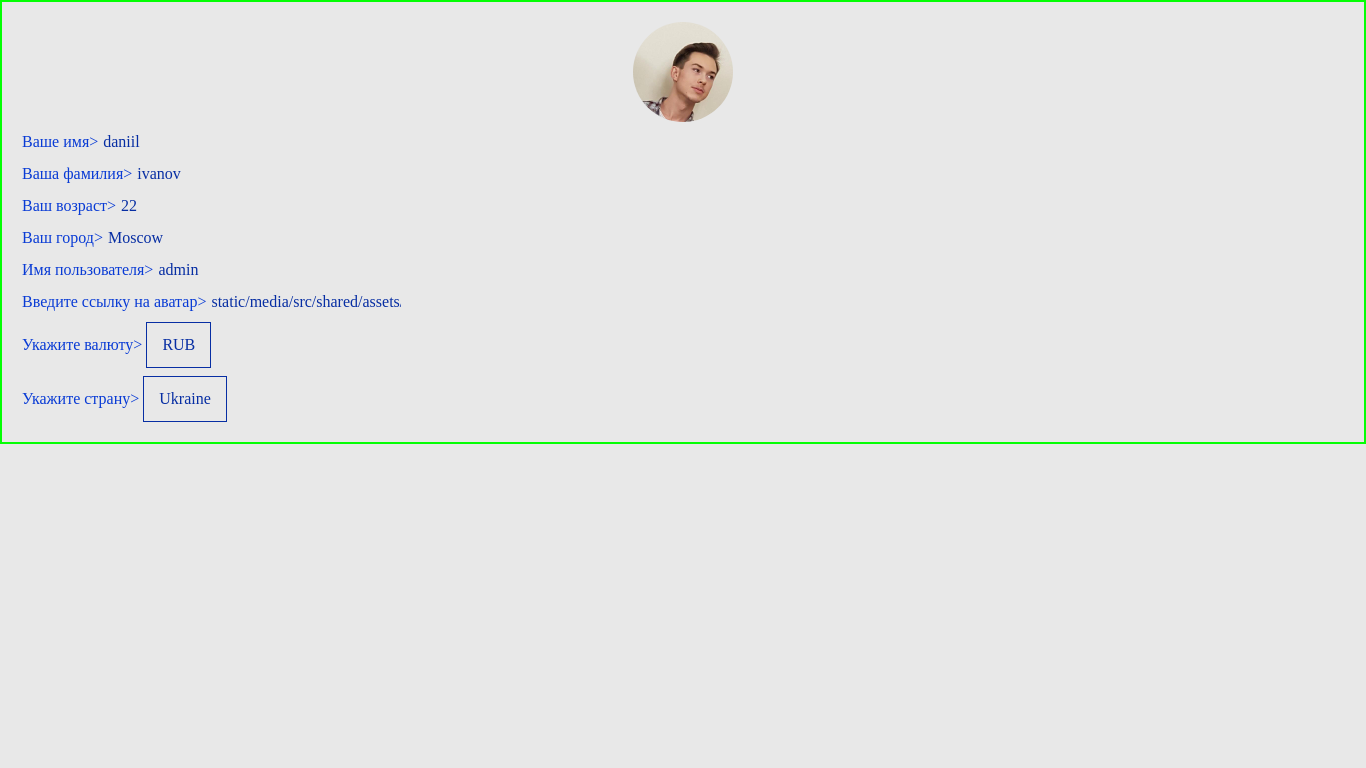 Ваше имя> daniil
Ваша фамилия> ivanov
Ваш возраст> 22
Ваш город> Moscow
Имя пользователя> admin
Введите ссылку на аватар> static/media/src/shared/assets.
Укажите валюту> RUB
Укажите страну> Ukraine